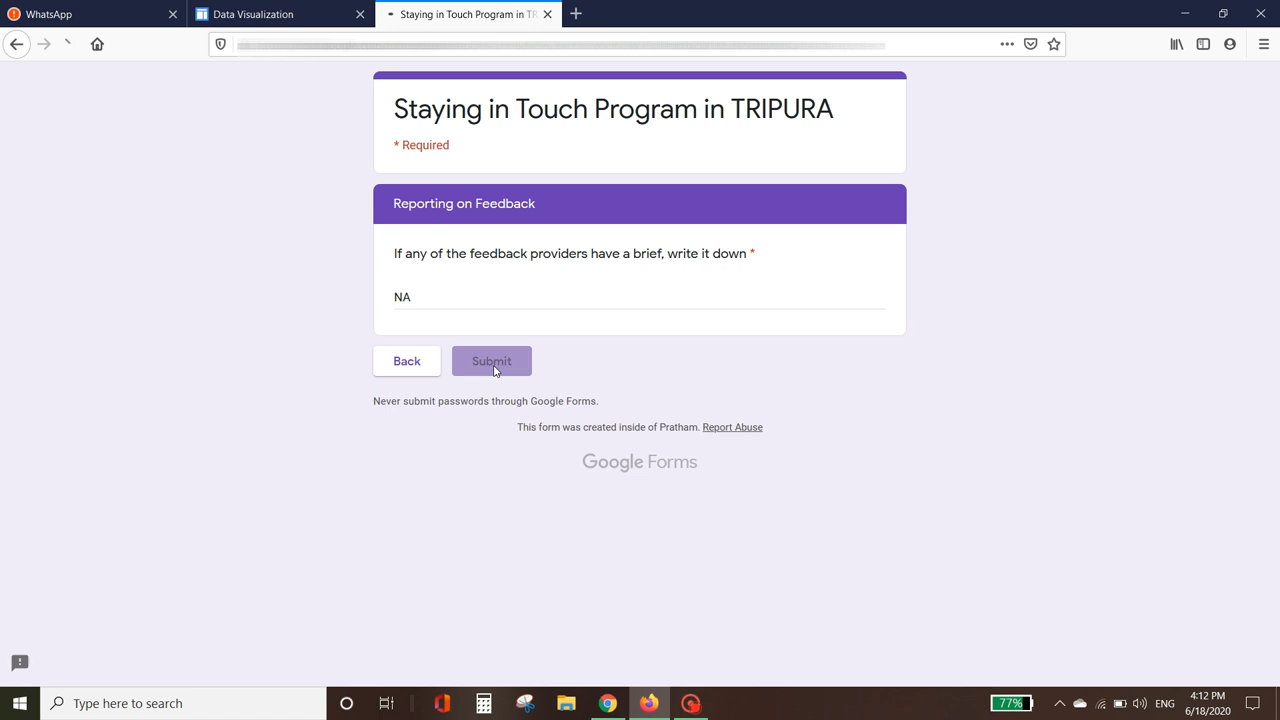 WhatsApp
Data Visualization
Staying in Touch Program in TR
Staying in Touch Program in TRIPURA
* Required
Reporting on Feedback
If any of the feedback providers have a brief, write it down *
NA
Back
Submit
Never submit passwords through Google Forms.
This form was created inside of Pratham. Report Abuse
Google Forms
Type here to search
77%
ENG
4:12 PM
6/18/2020